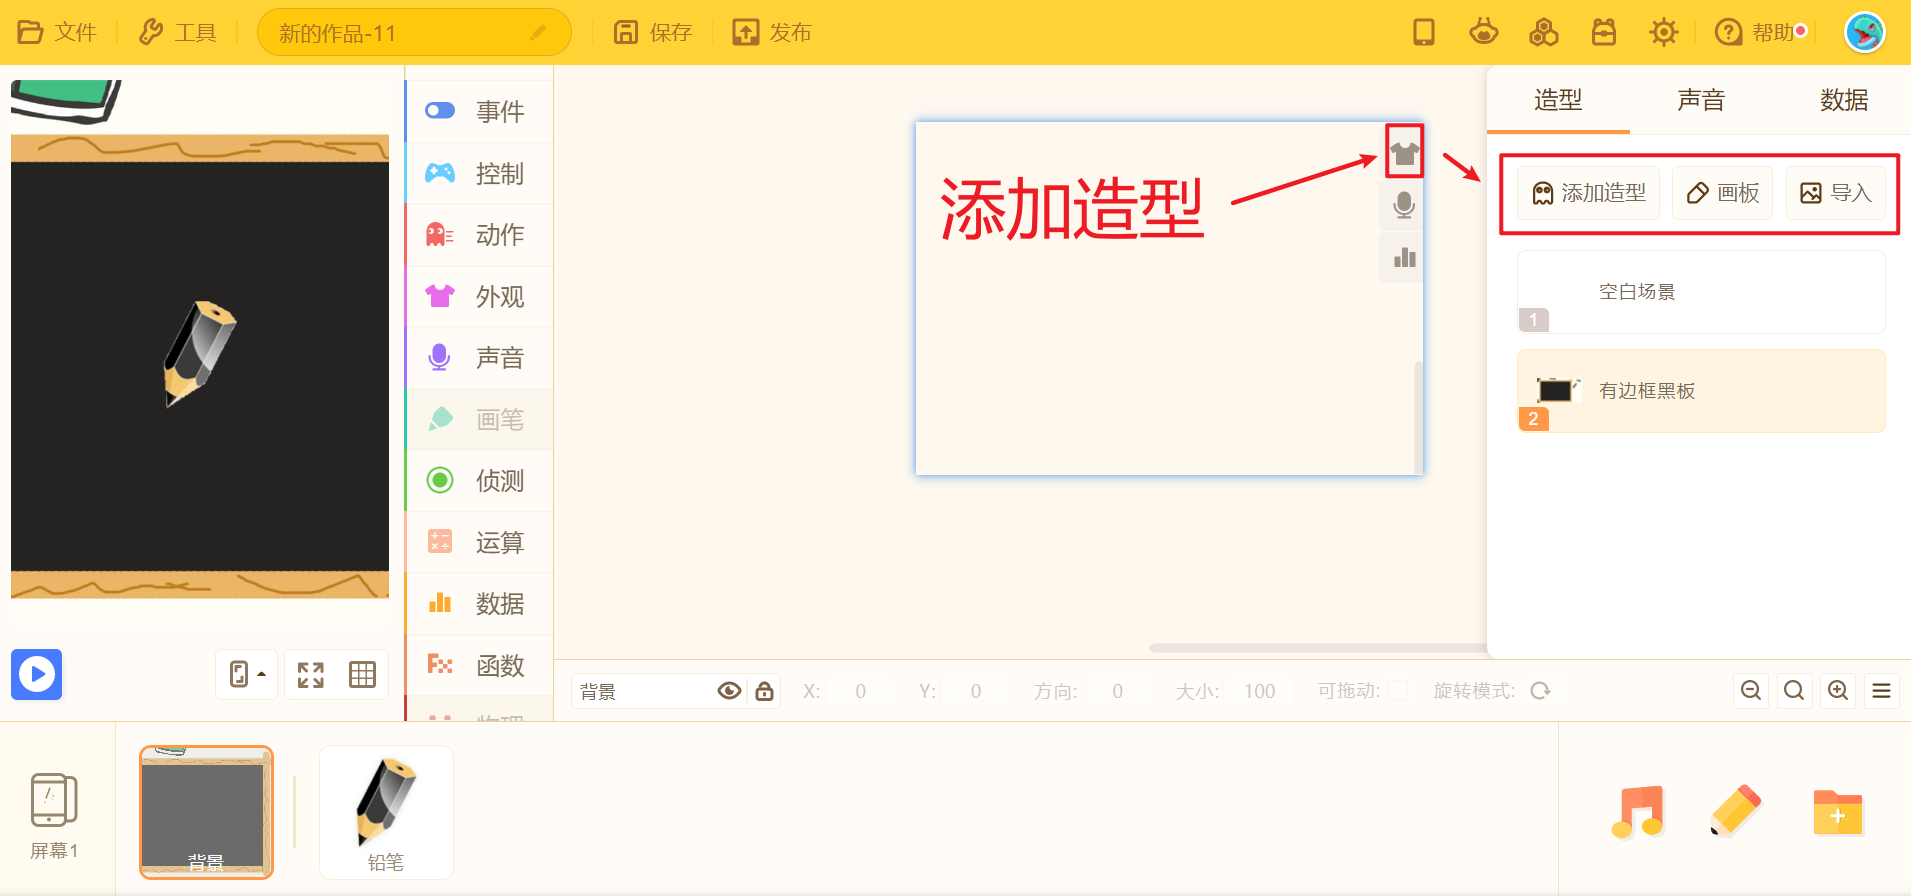 文件
工具
新的作品-11
保存
发布
帮助
事件
控制
动作
外观
声音
画笔
侦测
运算
数据
函数
添加造型
造型
声音
数据
添加造型
画板
导入
空白场景
1
有边框黑板
2
背景
X: 0
Y: 0
方向: 0
大小: 100
可拖动:
旋转模式:
屏幕1
背景
铅笔